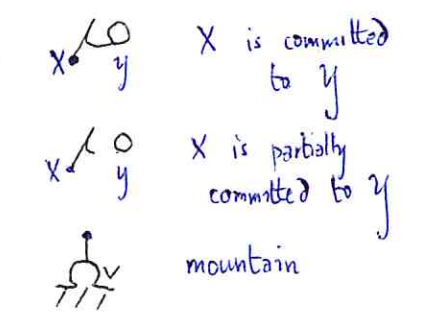 X y X is committed
to y
X y X is partially
committed to y
V mountain